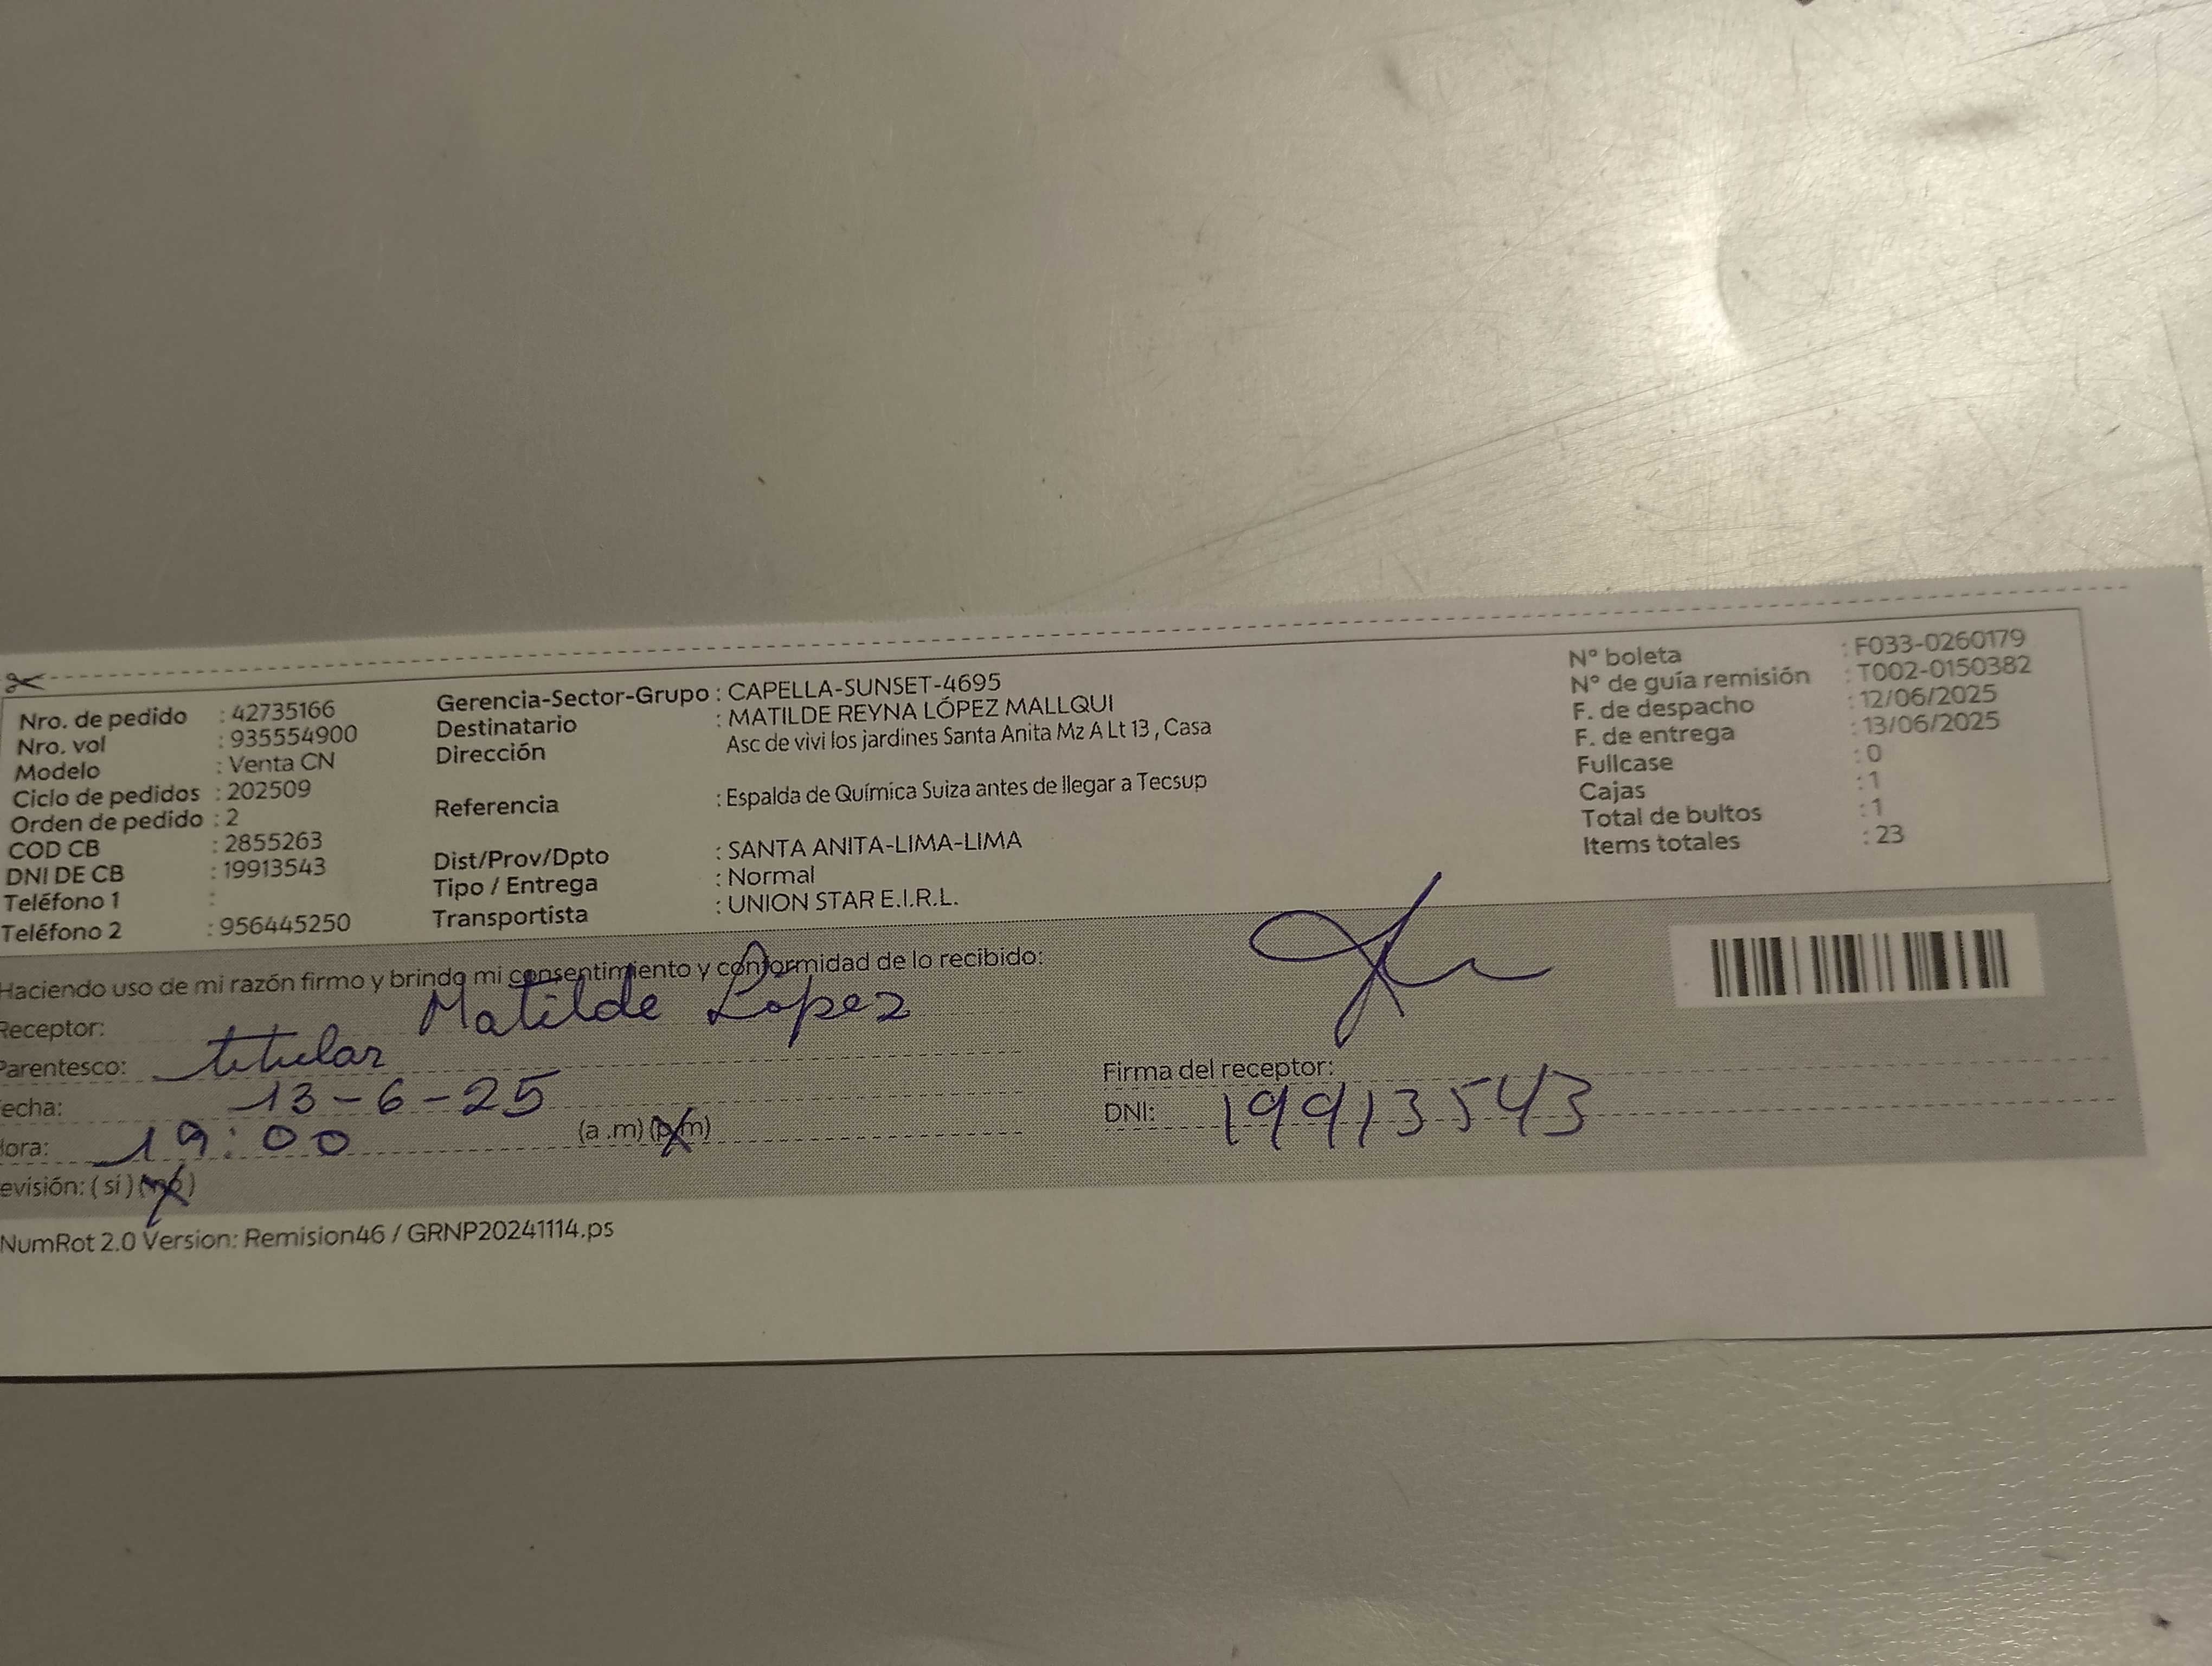 Nro. de pedido : 42735166
Nro. vol : 935554900
Modelo : Venta CN
Ciclo de pedidos : 202509
Orden de pedido : 2
COD CB : 2855263
DNI DE CB : 19913543
Teléfono 1 :
Teléfono 2 : 956445250
Gerencia-Sector-Grupo : CAPELLA-SUNSET-4695
Destinatario : MATILDE REYNA LÓPEZ MALLQUI
Dirección Asc de vivi los jardines Santa Anita Mz A Lt 13 , Casa
Referencia : Espalda de Química Suiza antes de llegar a Tecsup
Dist/Prov/Dpto : SANTA ANITA-LIMA-LIMA
Tipo / Entrega : Normal
Transportista : UNION STAR E.I.R.L.
N° boleta : F033-0260179
N° de guía remisión : T002-0150382
F. de despacho : 12/06/2025
F. de entrega : 13/06/2025
Fullcase : 0
Cajas : 1
Total de bultos : 1
Items totales : 23
Haciendo uso de mi razón firmo y brindo mi consentimiento y conformidad de lo recibido:
Receptor: Matilde Lopez
Parentesco: titular
echa: 13-6-25
ora: 19:00 (a .m) (p.m)
evisión: ( si ) (no )
Firma del receptor:
DNI: 19913543
NumRot 2.0 Version: Remision46 / GRNP20241114.ps